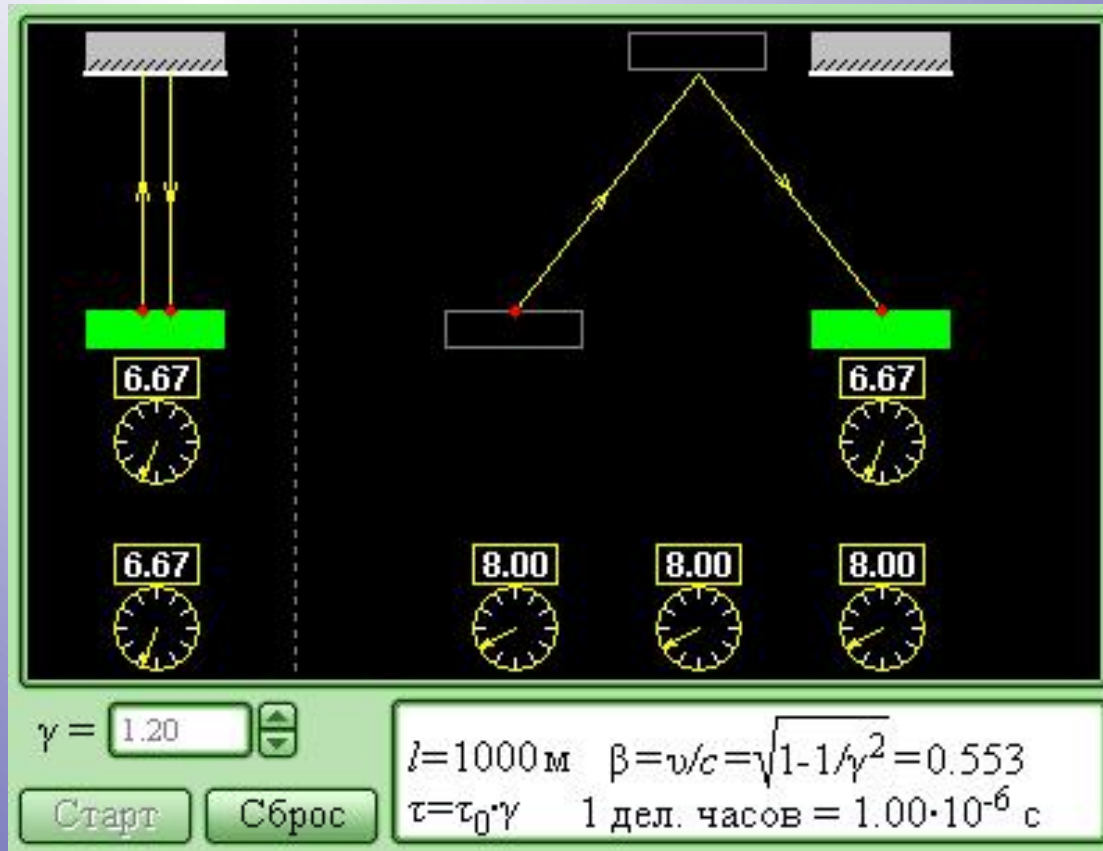 6.67 6.67
6.67 8.00 8.00 8.00
γ = 1.20
l=1000 м β=υ/c=√1-1/γ² =0.553
τ=τ₀·γ 1 дел. часов = 1.00·10⁻⁶ с
Старт Сброс